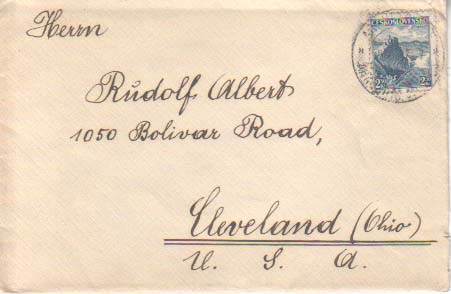 Herrn
ČESKOSLOVENSKO
Rudolf Albert
1050 Bolivar Road,
Cleveland (Ohio)
U. S. A.